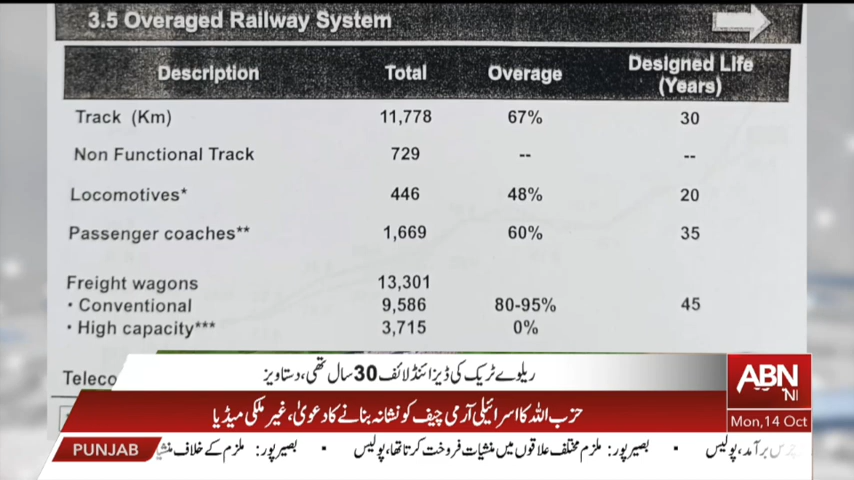 3.5 Overaged Railway System
Description Total Overage Designed Life (Years)
Track (Km) 11,778 67% 30
Non Functional Track 729 -- --
Locomotives* 446 48% 20
Passenger coaches** 1,669 60% 35
Freight wagons 13,301
• Conventional 9,586 80-95% 45
• High capacity*** 3,715 0%
Teleco
ریلوے ٹریک کی ڈیزائنڈ لائف 30 سال تھی، دستاویز
ABN
NI
حزب اللہ کا اسرائیلی آرمی چیف کو نشانہ بنانے کا دعویٰ، غیر ملکی میڈیا
Mon,14 Oct
PUNJAB
برآمد، پولیس ▪ بصیرپور: ملزم مختلف علاقوں میں منشیات فروخت کرتا تھا، پولیس ▪ بصیرپور: ملزم کے خلاف